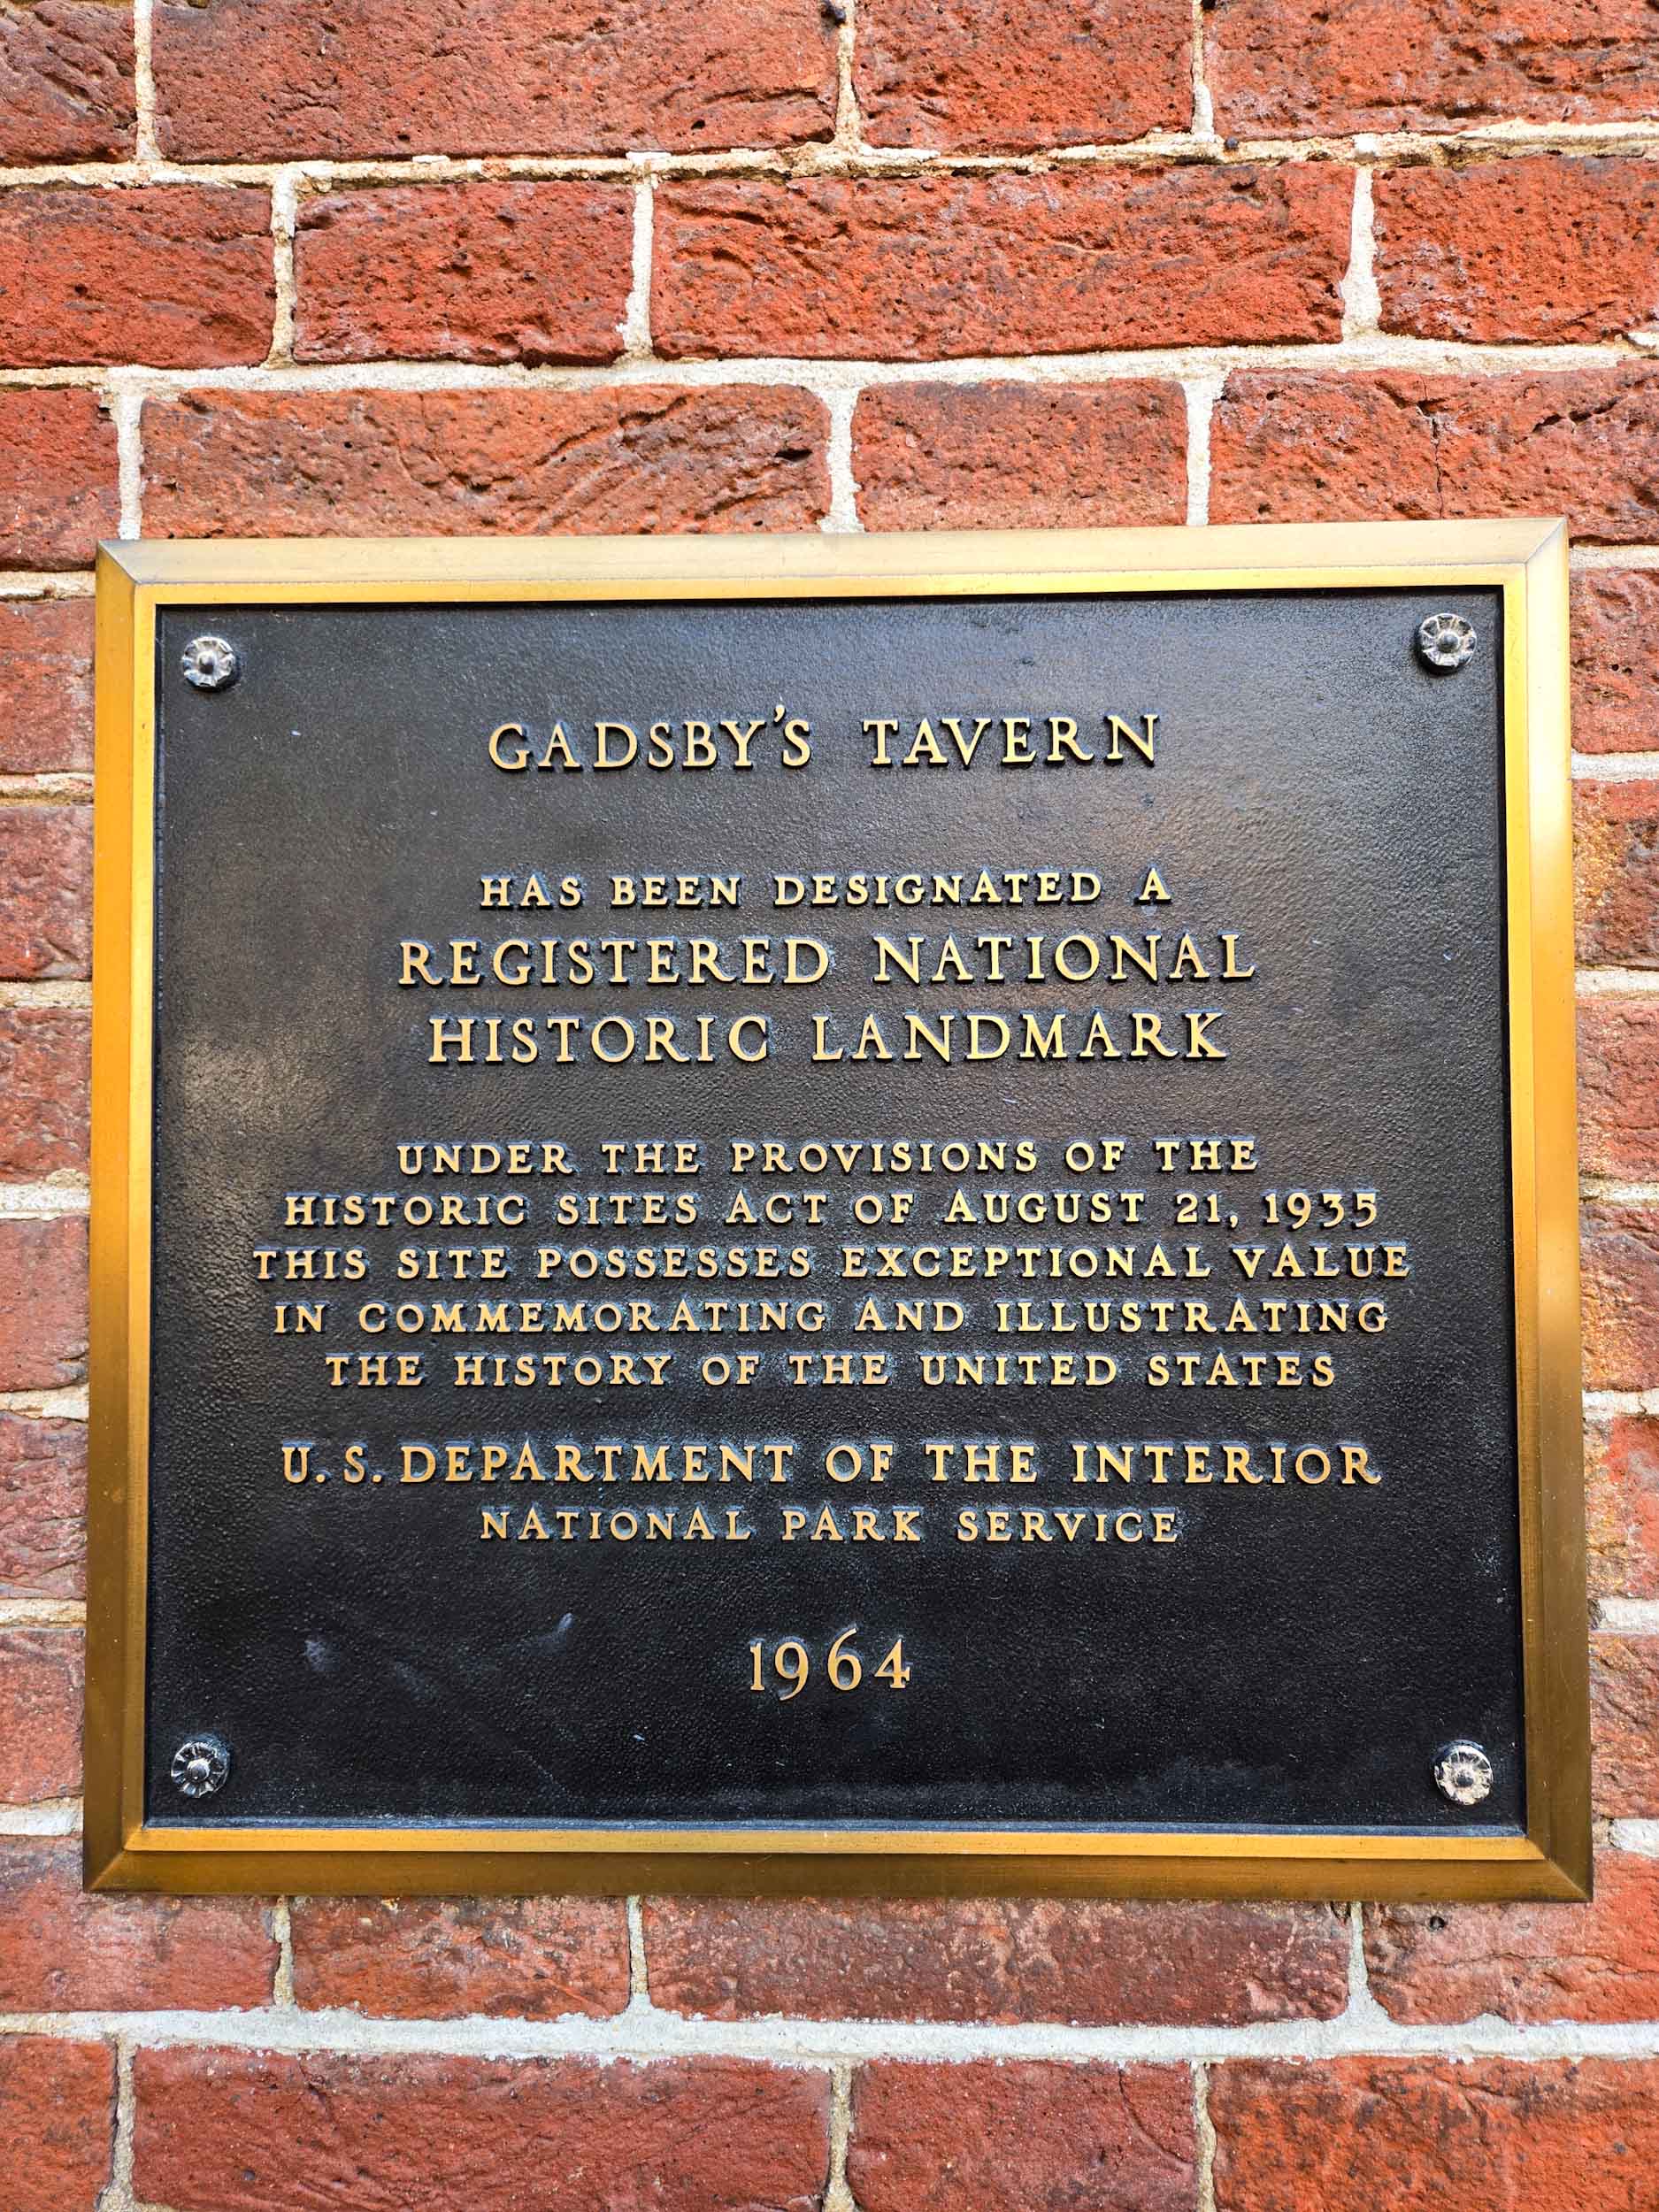 GADSBY'S TAVERN
HAS BEEN DESIGNATED A
REGISTERED NATIONAL
HISTORIC LANDMARK
UNDER THE PROVISIONS OF THE
HISTORIC SITES ACT OF AUGUST 21, 1935
THIS SITE POSSESSES EXCEPTIONAL VALUE
IN COMMEMORATING AND ILLUSTRATING
THE HISTORY OF THE UNITED STATES
U.S. DEPARTMENT OF THE INTERIOR
NATIONAL PARK SERVICE
1964